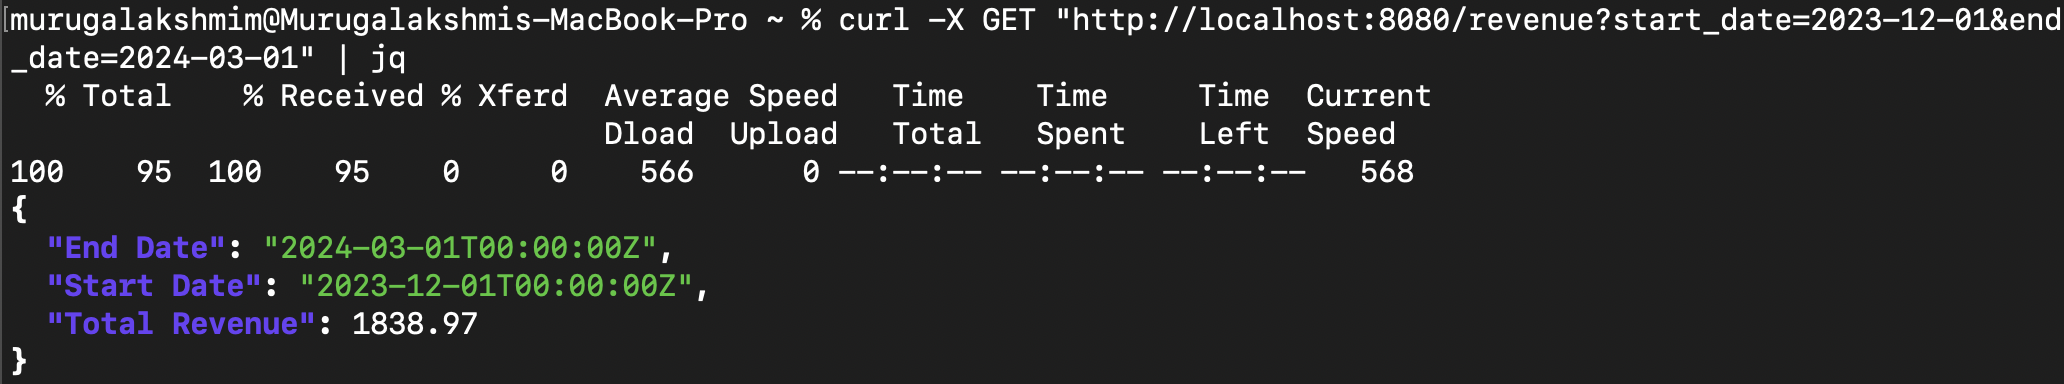 [murugalakshmim@Murugalakshmis-MacBook-Pro ~ % curl -X GET "http://localhost:8080/revenue?start_date=2023-12-01&end
_date=2024-03-01" | jq
  % Total    % Received % Xferd  Average Speed   Time    Time     Time  Current
                                 Dload  Upload   Total   Spent    Left  Speed
100    95  100    95    0     0    566      0 --:--:-- --:--:-- --:--:--   568
{
  "End Date": "2024-03-01T00:00:00Z",
  "Start Date": "2023-12-01T00:00:00Z",
  "Total Revenue": 1838.97
}